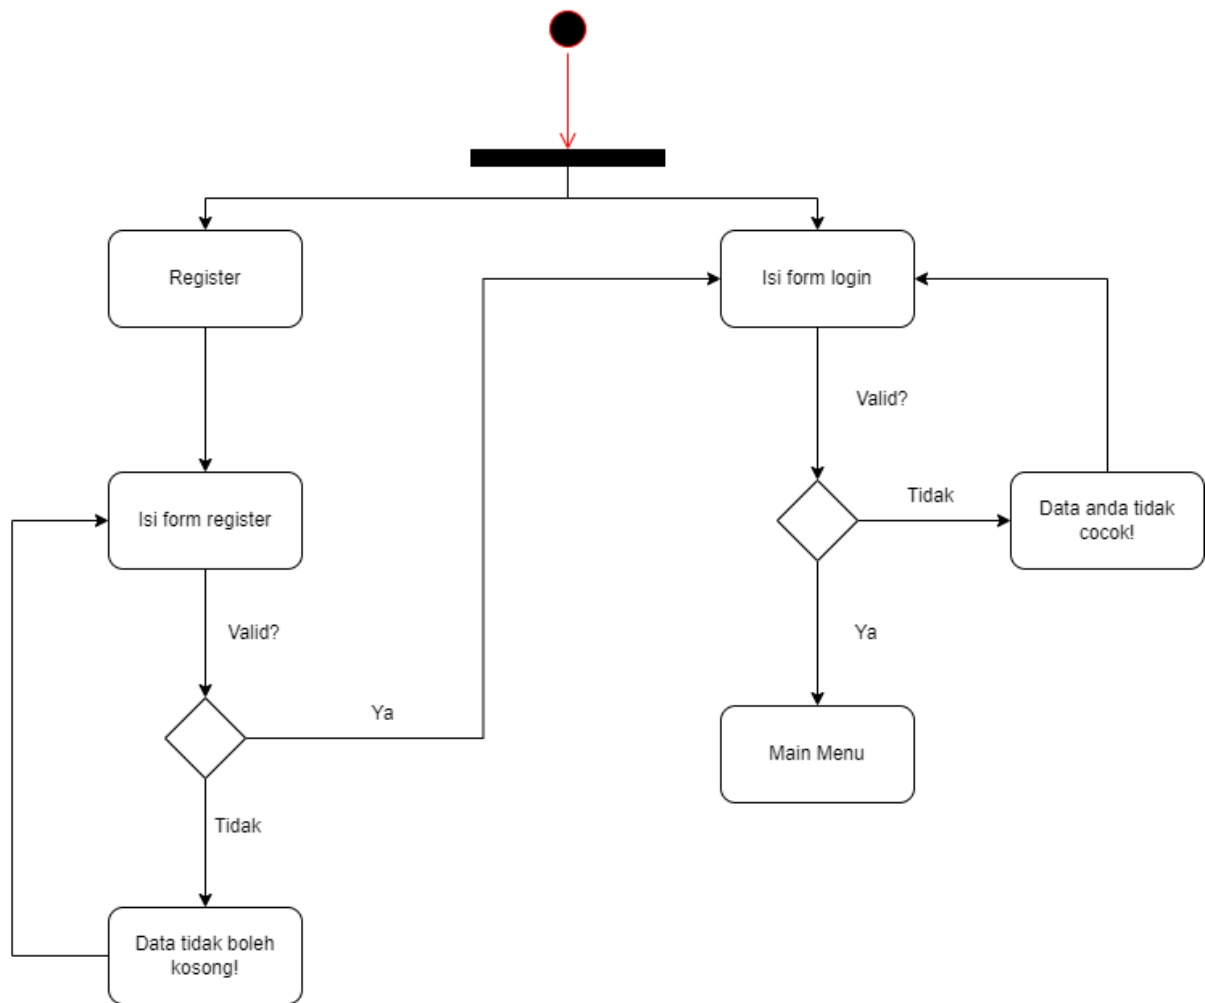 Register
Isi form login
Valid?
Isi form register
Tidak
Data anda tidak
cocok!
Valid?
Ya
Ya
Main Menu
Tidak
Data tidak boleh
kosong!